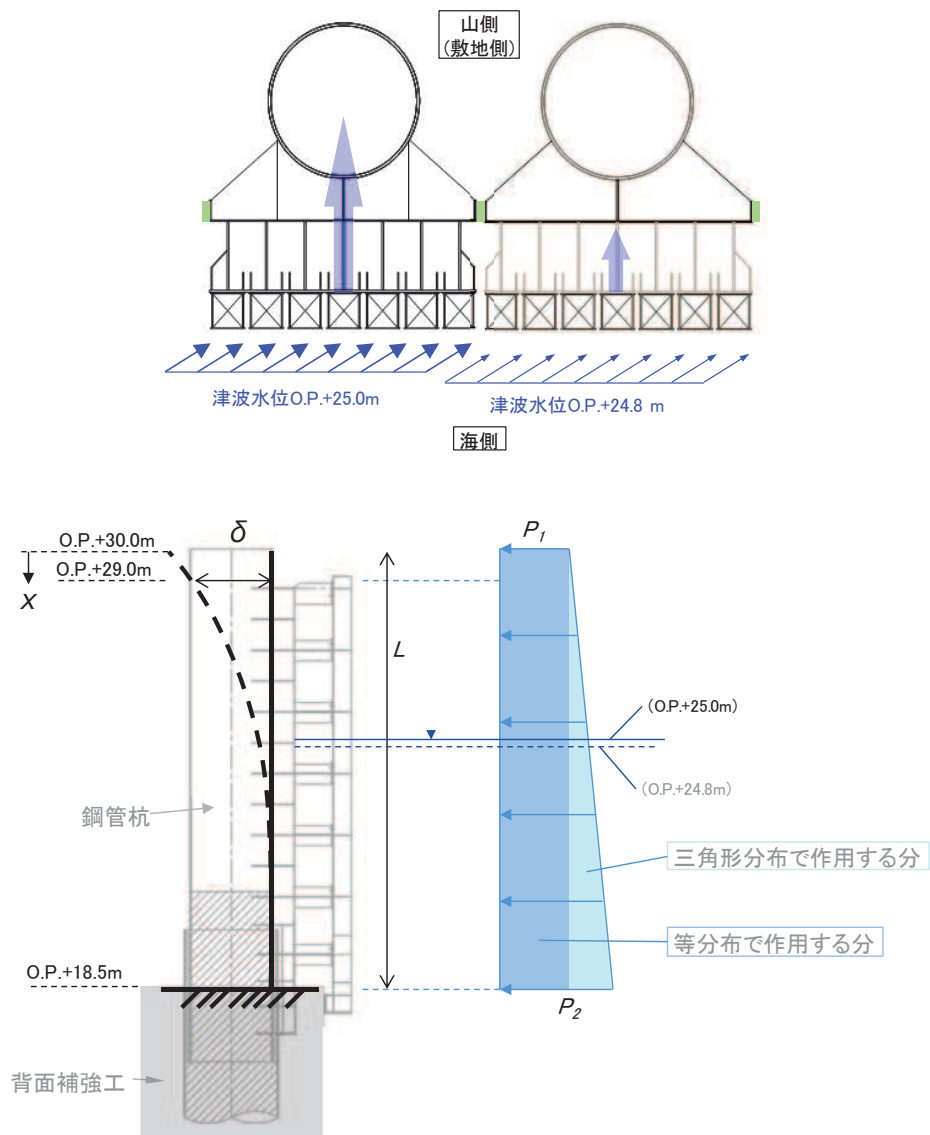 山側
(敷地側)
津波水位O.P.+25.0m
津波水位O.P.+24.8 m
海側
O.P.+30.0m
δ
P1
O.P.+29.0m
x
L
(O.P.+25.0m)
(O.P.+24.8m)
鋼管杭
三角形分布で作用する分
等分布で作用する分
O.P.+18.5m
P2
背面補強工